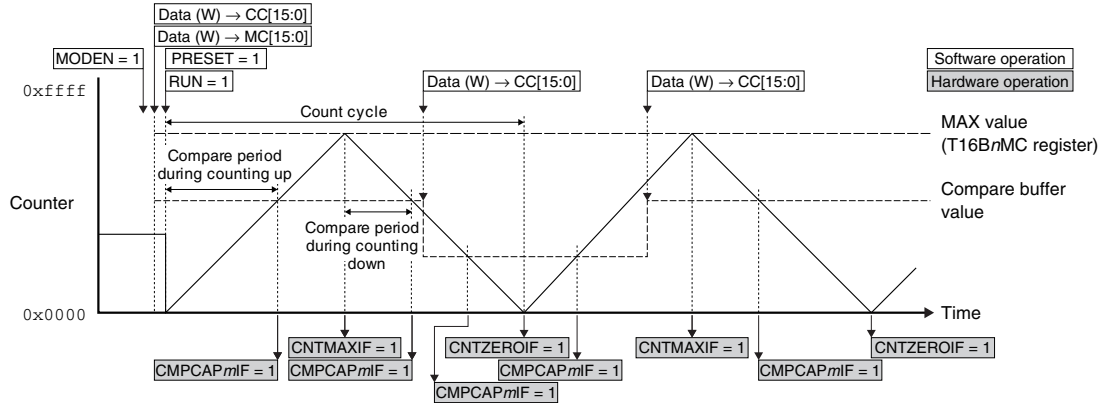 Data (W) → CC[15:0]
Data (W) → MC[15:0]
MODEN = 1
PRESET = 1
RUN = 1
Software operation
Hardware operation
Data (W) → CC[15:0]
Data (W) → CC[15:0]
0xffff
Count cycle
MAX value
(T16BnMC register)
Compare period
during counting up
Compare buffer
value
Counter
Compare period
during counting
down
0x0000
Time
CNTMAXIF = 1
CNTZEROIF = 1
CNTMAXIF = 1
CNTZEROIF = 1
CMPCAPmIF = 1
CMPCAPmIF = 1
CMPCAPmIF = 1
CMPCAPmIF = 1
CMPCAPmIF = 1